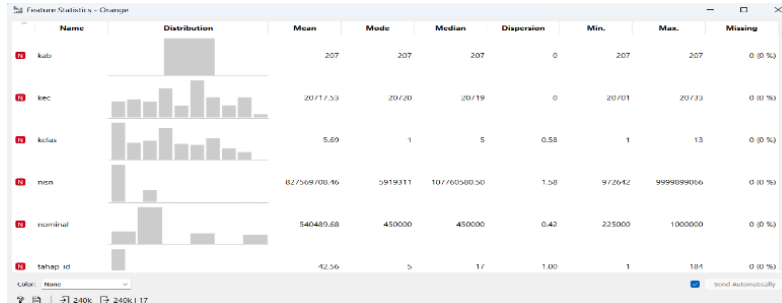 Feature Statistics - Orange
Name Distribution Mean Mode Median Dispersion Min. Max. Missing
N kab 207 207 207 0 207 207 0 (0 %)
N kec 20717.53 20720 20719 0 20701 20733 0 (0 %)
N kelas 5.69 1 5 0.58 1 13 0 (0 %)
N nisn 827569708.46 5919311 107760580.50 1.58 972642 9999899066 0 (0 %)
N nominal 540489.68 450000 450000 0.42 225000 1000000 0 (0 %)
N tahap_id 42.56 5 17 1.00 1 184 0 (0 %)
Color: None Send Automatically
? 240k 240k | 17